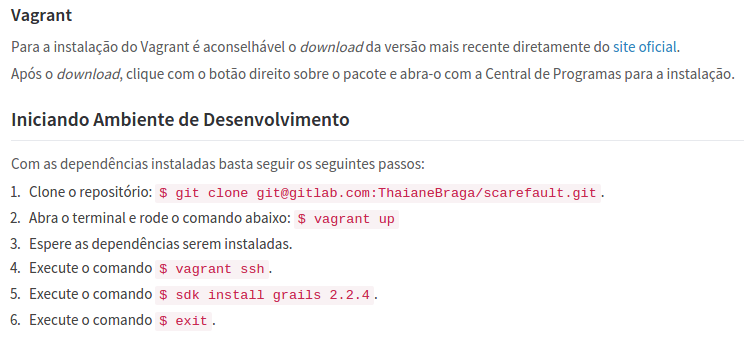 Vagrant
Para a instalação do Vagrant é aconselhável o download da versão mais recente diretamente do site oficial.
Após o download, clique com o botão direito sobre o pacote e abra-o com a Central de Programas para a instalação.
Iniciando Ambiente de Desenvolvimento
Com as dependências instaladas basta seguir os seguintes passos:
1. Clone o repositório: $ git clone git@gitlab.com:ThaianeBraga/scarefault.git .
2. Abra o terminal e rode o comando abaixo: $ vagrant up
3. Espere as dependências serem instaladas.
4. Execute o comando $ vagrant ssh .
5. Execute o comando $ sdk install grails 2.2.4 .
6. Execute o comando $ exit .